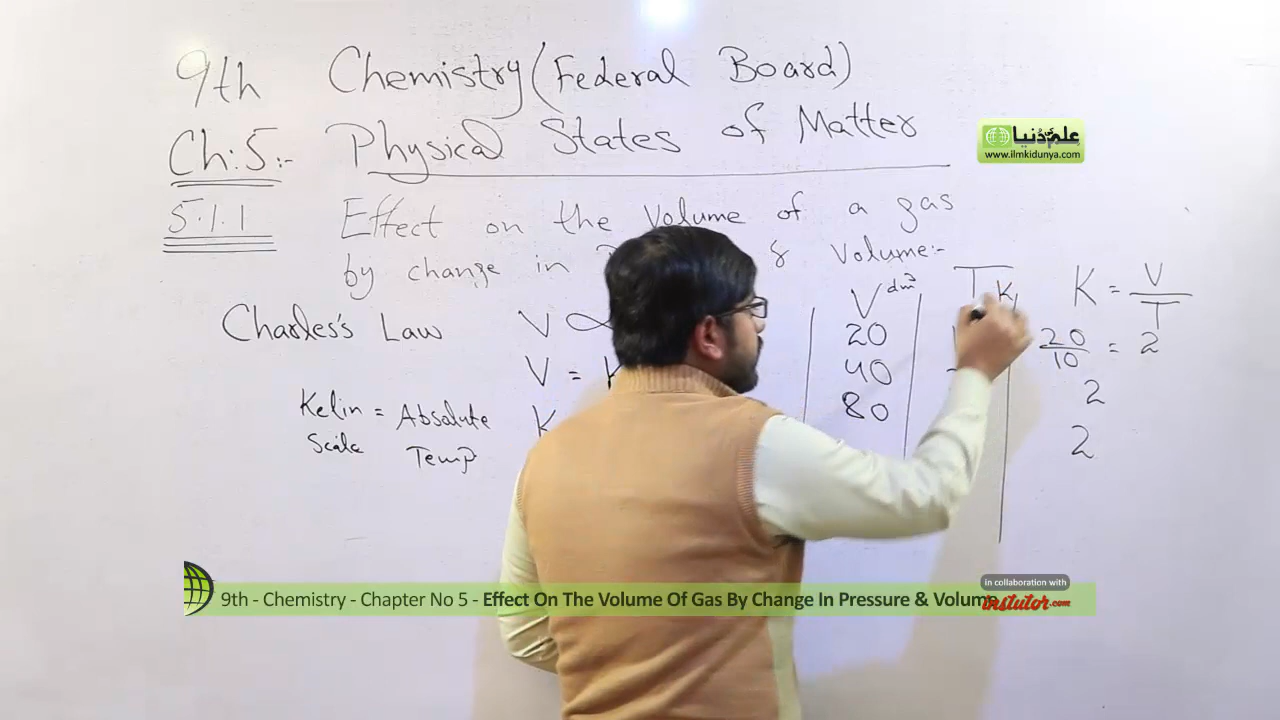 9th Chemistry (Federal Board)
Ch:5:- Physical States of Matter
علم کی دُنیا
www.ilmkidunya.com
5.1.1 Effect on the Volume of a gas
by change in & Volume:-
Charles's Law V ∝
V = K
Kelin = Absolute
Scale Temp
K
V dm³
20
40
80
T K
K = V/T
20/10 = 2
2
2
In collaboration with
instutor.com
9th - Chemistry - Chapter No 5 - Effect On The Volume Of Gas By Change In Pressure & Volume